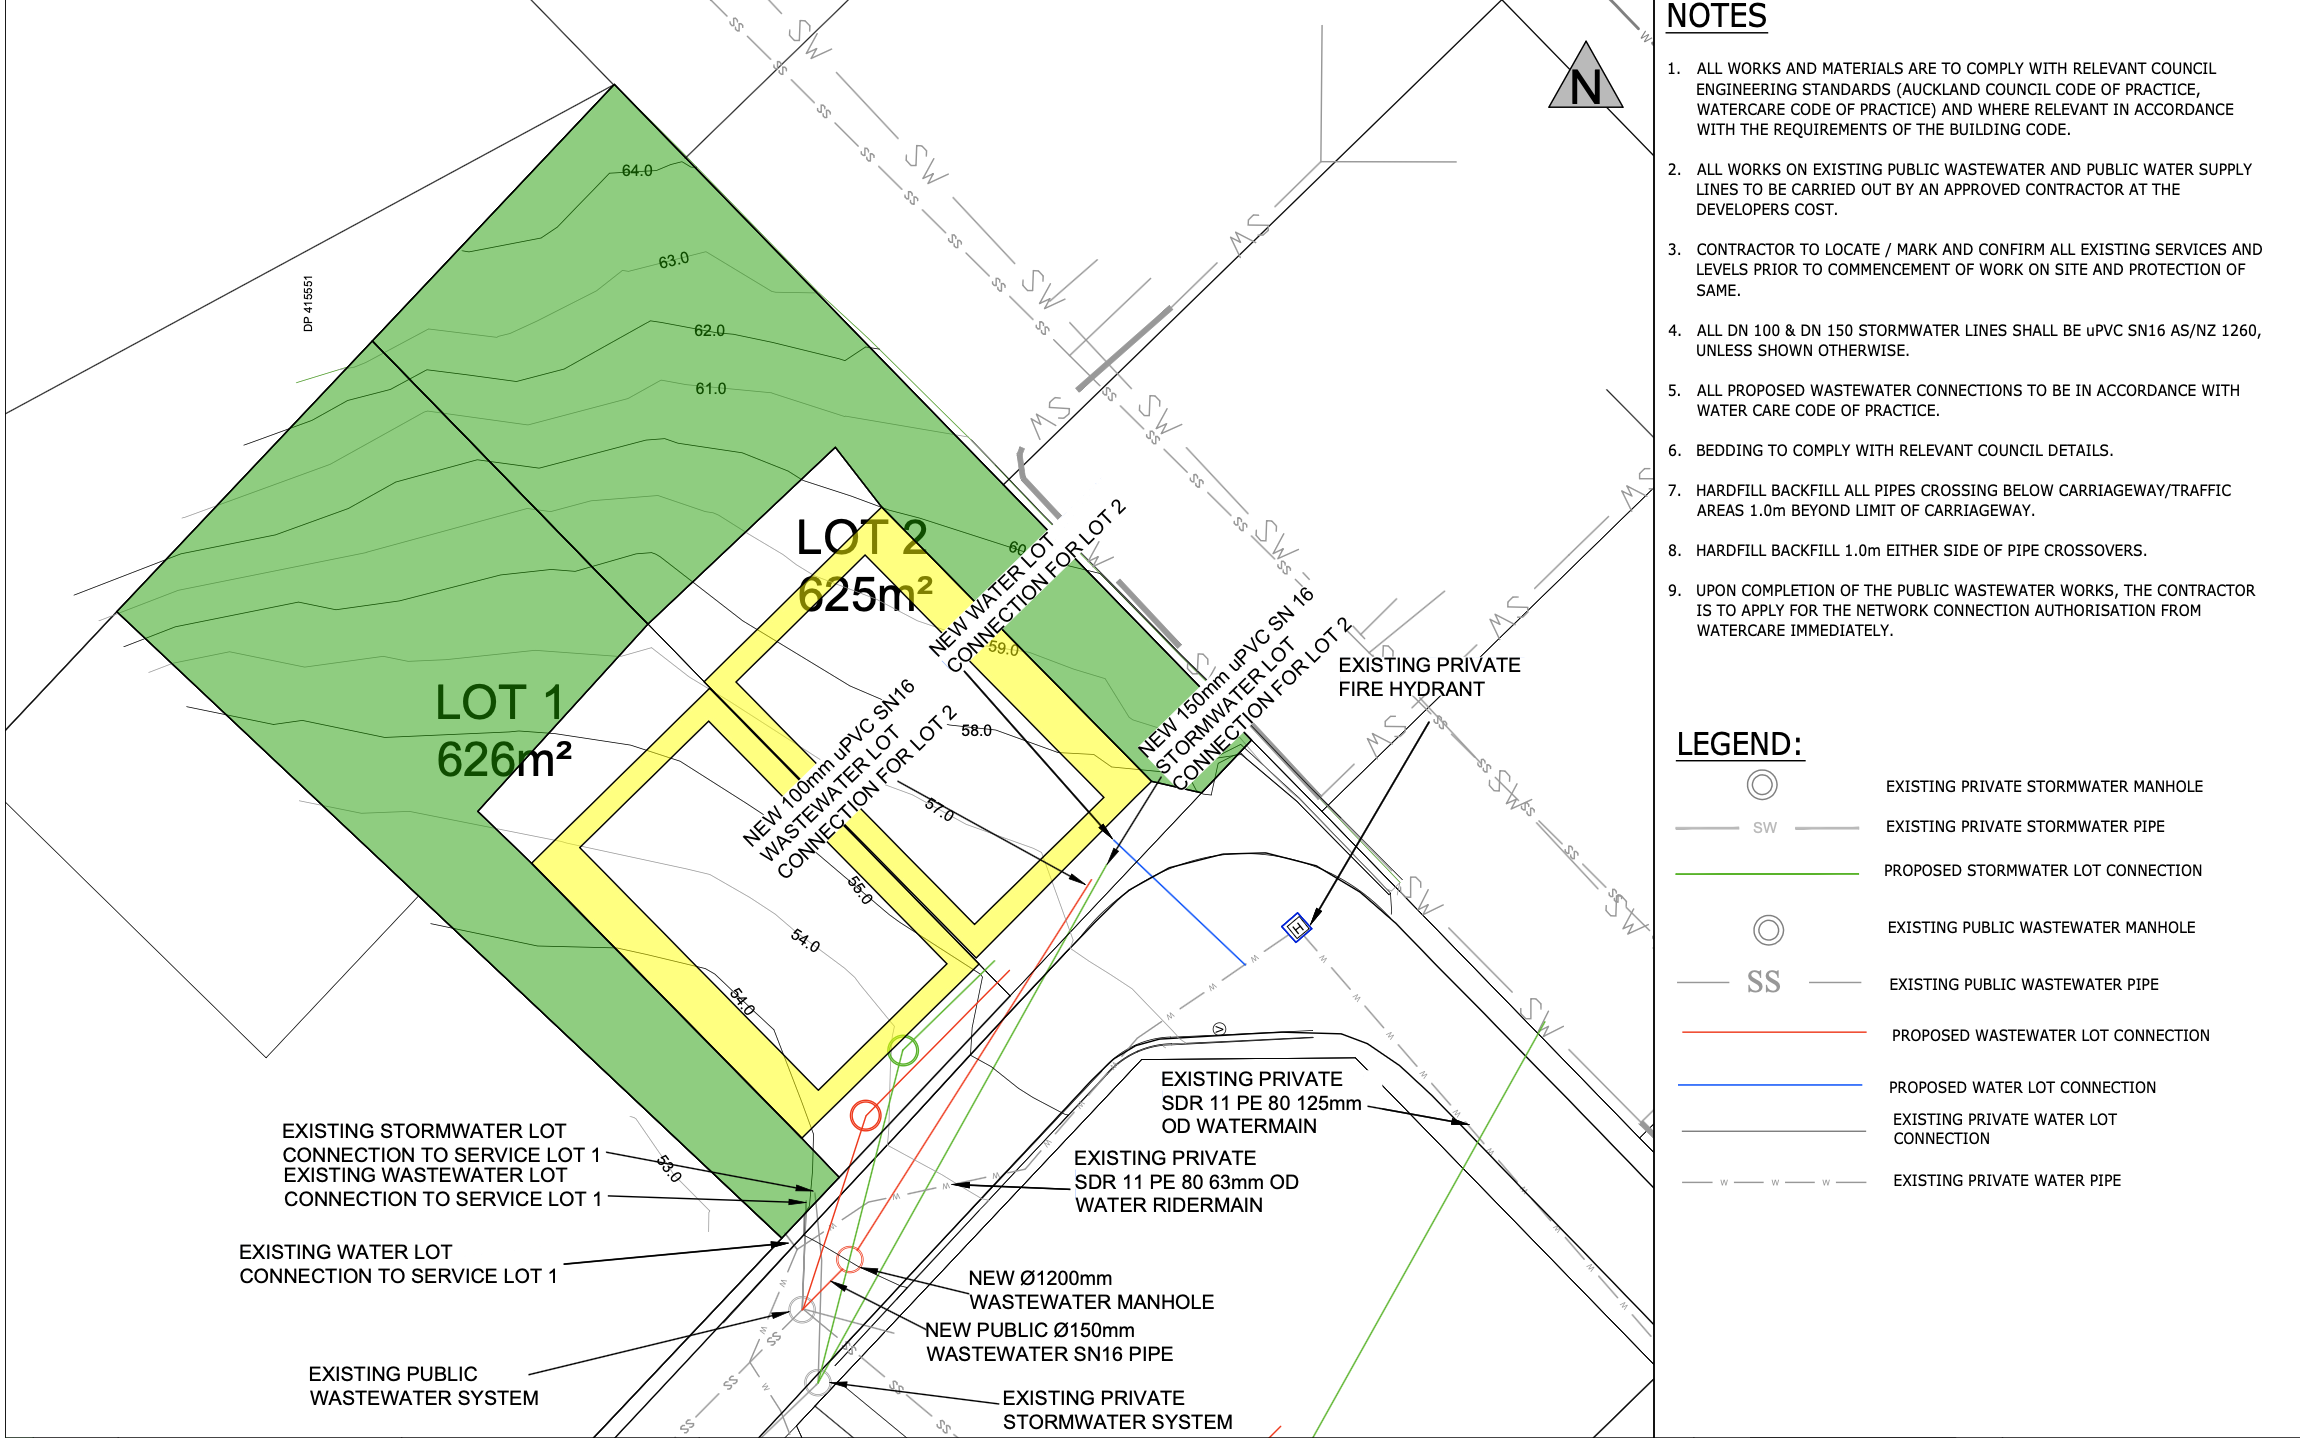 NOTES
1. ALL WORKS AND MATERIALS ARE TO COMPLY WITH RELEVANT COUNCIL
ENGINEERING STANDARDS (AUCKLAND COUNCIL CODE OF PRACTICE,
WATERCARE CODE OF PRACTICE) AND WHERE RELEVANT IN ACCORDANCE
WITH THE REQUIREMENTS OF THE BUILDING CODE.
2. ALL WORKS ON EXISTING PUBLIC WASTEWATER AND PUBLIC WATER SUPPLY
LINES TO BE CARRIED OUT BY AN APPROVED CONTRACTOR AT THE
DEVELOPERS COST.
3. CONTRACTOR TO LOCATE / MARK AND CONFIRM ALL EXISTING SERVICES AND
LEVELS PRIOR TO COMMENCEMENT OF WORK ON SITE AND PROTECTION OF
SAME.
4. ALL DN 100 & DN 150 STORMWATER LINES SHALL BE uPVC SN16 AS/NZ 1260,
UNLESS SHOWN OTHERWISE.
5. ALL PROPOSED WASTEWATER CONNECTIONS TO BE IN ACCORDANCE WITH
WATER CARE CODE OF PRACTICE.
6. BEDDING TO COMPLY WITH RELEVANT COUNCIL DETAILS.
7. HARDFILL BACKFILL ALL PIPES CROSSING BELOW CARRIAGEWAY/TRAFFIC
AREAS 1.0m BEYOND LIMIT OF CARRIAGEWAY.
8. HARDFILL BACKFILL 1.0m EITHER SIDE OF PIPE CROSSOVERS.
9. UPON COMPLETION OF THE PUBLIC WASTEWATER WORKS, THE CONTRACTOR
IS TO APPLY FOR THE NETWORK CONNECTION AUTHORISATION FROM
WATERCARE IMMEDIATELY.
LEGEND:
EXISTING PRIVATE STORMWATER MANHOLE
SW EXISTING PRIVATE STORMWATER PIPE
PROPOSED STORMWATER LOT CONNECTION
EXISTING PUBLIC WASTEWATER MANHOLE
SS EXISTING PUBLIC WASTEWATER PIPE
PROPOSED WASTEWATER LOT CONNECTION
PROPOSED WATER LOT CONNECTION
EXISTING PRIVATE WATER LOT
CONNECTION
W W W EXISTING PRIVATE WATER PIPE
N
DP 415551
64.0
63.0
62.0
61.0
60
59.0
58.0
57.0
55.0
54.0
54.0
53.0
LOT 2
625m²
LOT 1
626m²
NEW WATER LOT
CONNECTION FOR LOT 2
NEW 150mm uPVC SN 16
STORMWATER LOT
CONNECTION FOR LOT 2
NEW 100mm uPVC SN16
WASTEWATER LOT
CONNECTION FOR LOT 2
EXISTING PRIVATE
FIRE HYDRANT
H
V
EXISTING PRIVATE
SDR 11 PE 80 125mm
OD WATERMAIN
EXISTING PRIVATE
SDR 11 PE 80 63mm OD
WATER RIDERMAIN
EXISTING STORMWATER LOT
CONNECTION TO SERVICE LOT 1
EXISTING WASTEWATER LOT
CONNECTION TO SERVICE LOT 1
EXISTING WATER LOT
CONNECTION TO SERVICE LOT 1
NEW Ø1200mm
WASTEWATER MANHOLE
NEW PUBLIC Ø150mm
WASTEWATER SN16 PIPE
EXISTING PUBLIC
WASTEWATER SYSTEM
EXISTING PRIVATE
STORMWATER SYSTEM